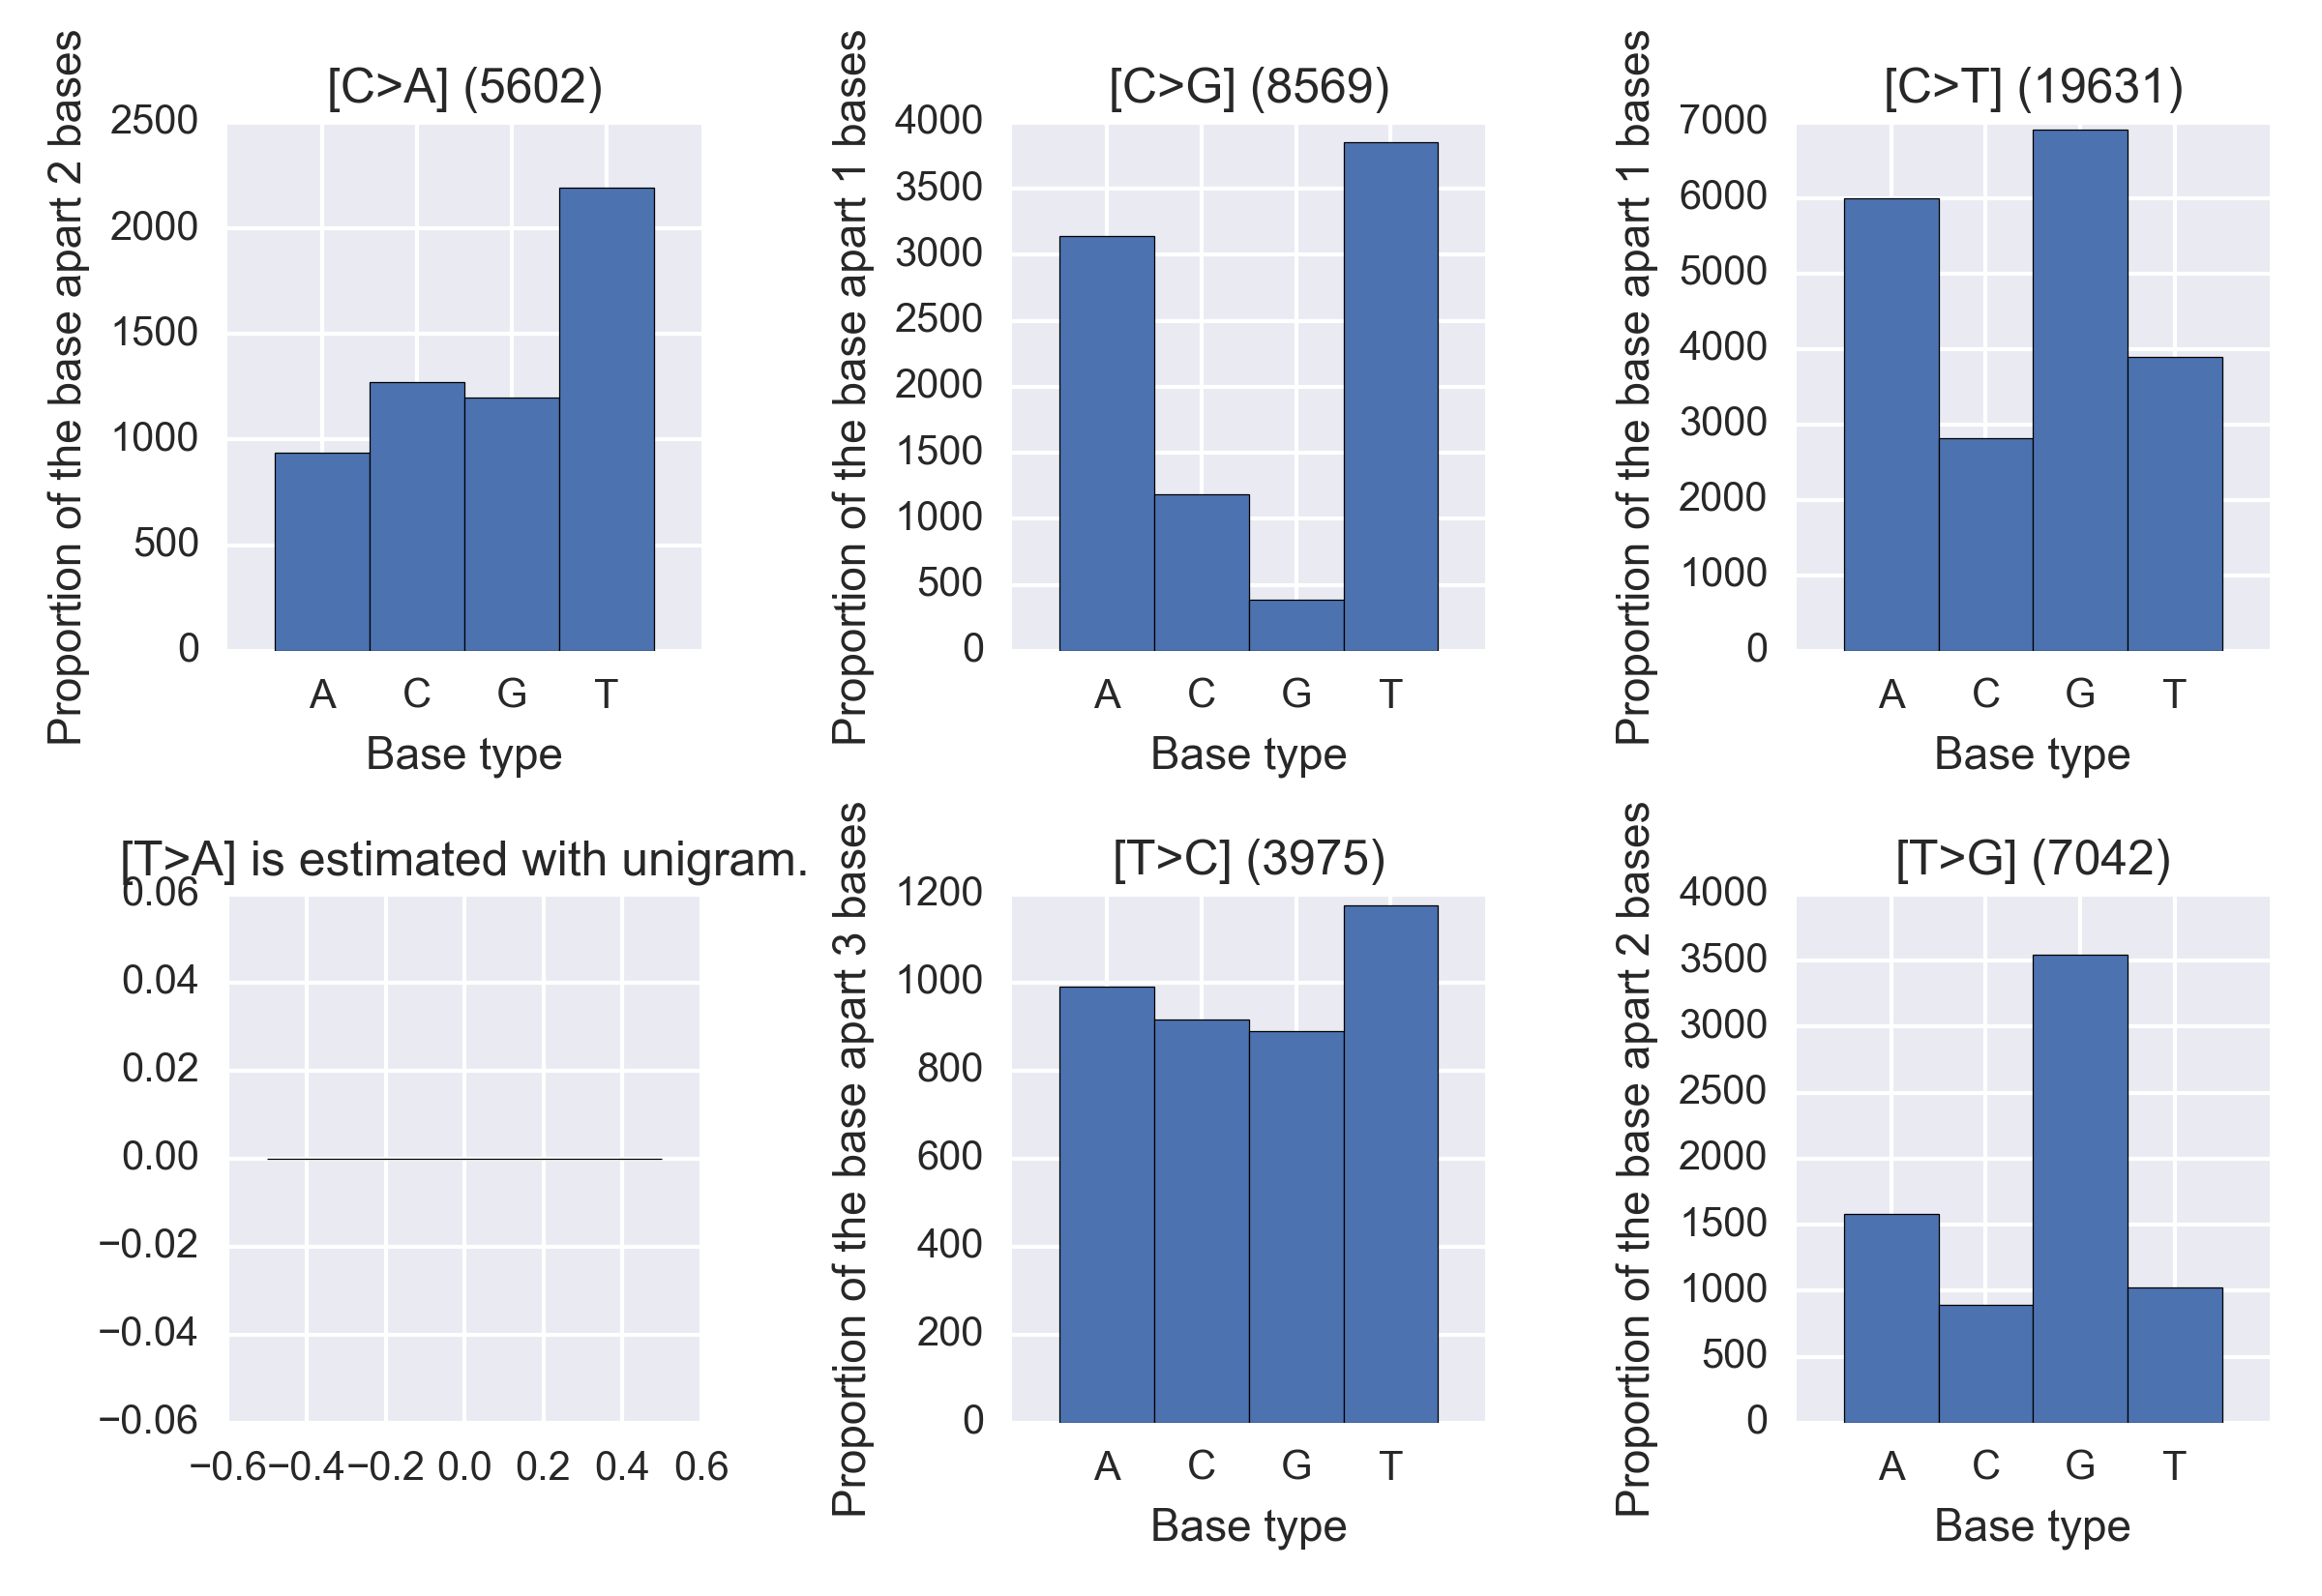 [C>A] (5602)
Proportion of the base apart 2 bases
2500
2000
1500
1000
500
0
A C G T
Base type
[C>G] (8569)
Proportion of the base apart 1 bases
4000
3500
3000
2500
2000
1500
1000
500
0
A C G T
Base type
[C>T] (19631)
Proportion of the base apart 1 bases
7000
6000
5000
4000
3000
2000
1000
0
A C G T
Base type
[T>A] is estimated with unigram.
0.06
0.04
0.02
0.00
−0.02
−0.04
−0.06
−0.6 −0.4 −0.2 0.0 0.2 0.4 0.6
[T>C] (3975)
Proportion of the base apart 3 bases
1200
1000
800
600
400
200
0
A C G T
Base type
[T>G] (7042)
Proportion of the base apart 2 bases
4000
3500
3000
2500
2000
1500
1000
500
0
A C G T
Base type